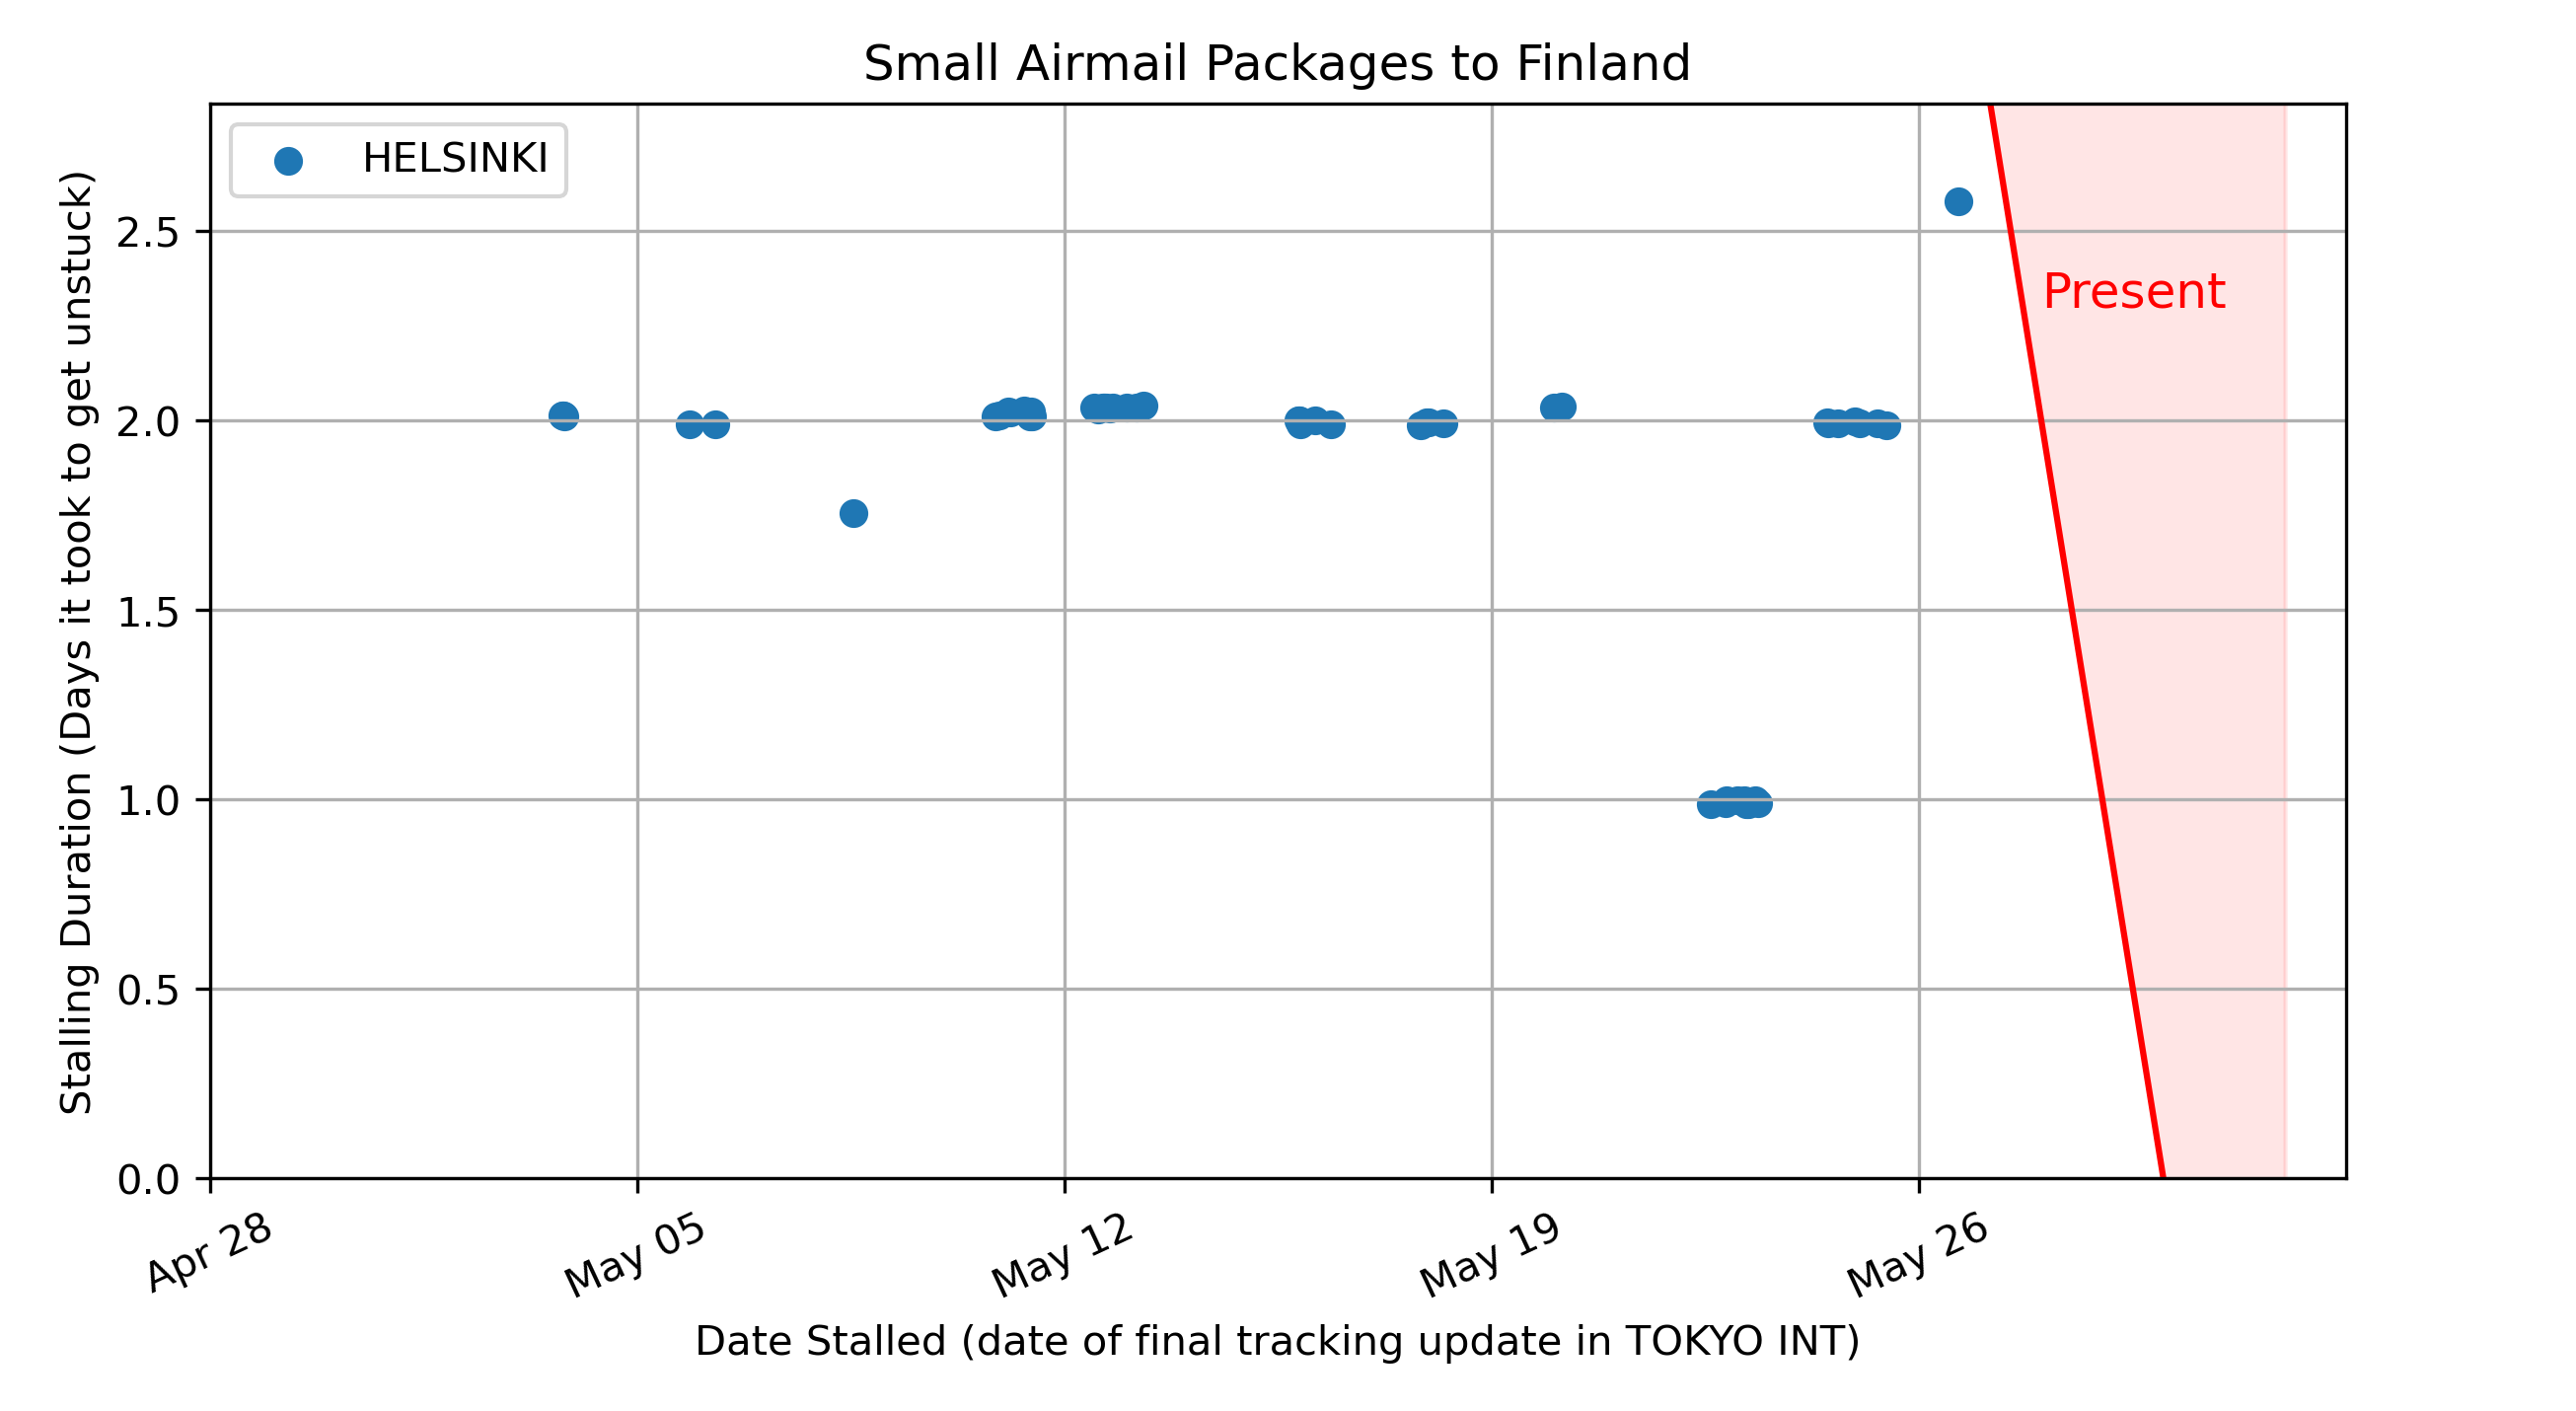 Small Airmail Packages to Finland
HELSINKI
Present
Stalling Duration (Days it took to get unstuck)
2.5
2.0
1.5
1.0
0.5
0.0
Apr 28
May 05
May 12
May 19
May 26
Date Stalled (date of final tracking update in TOKYO INT)